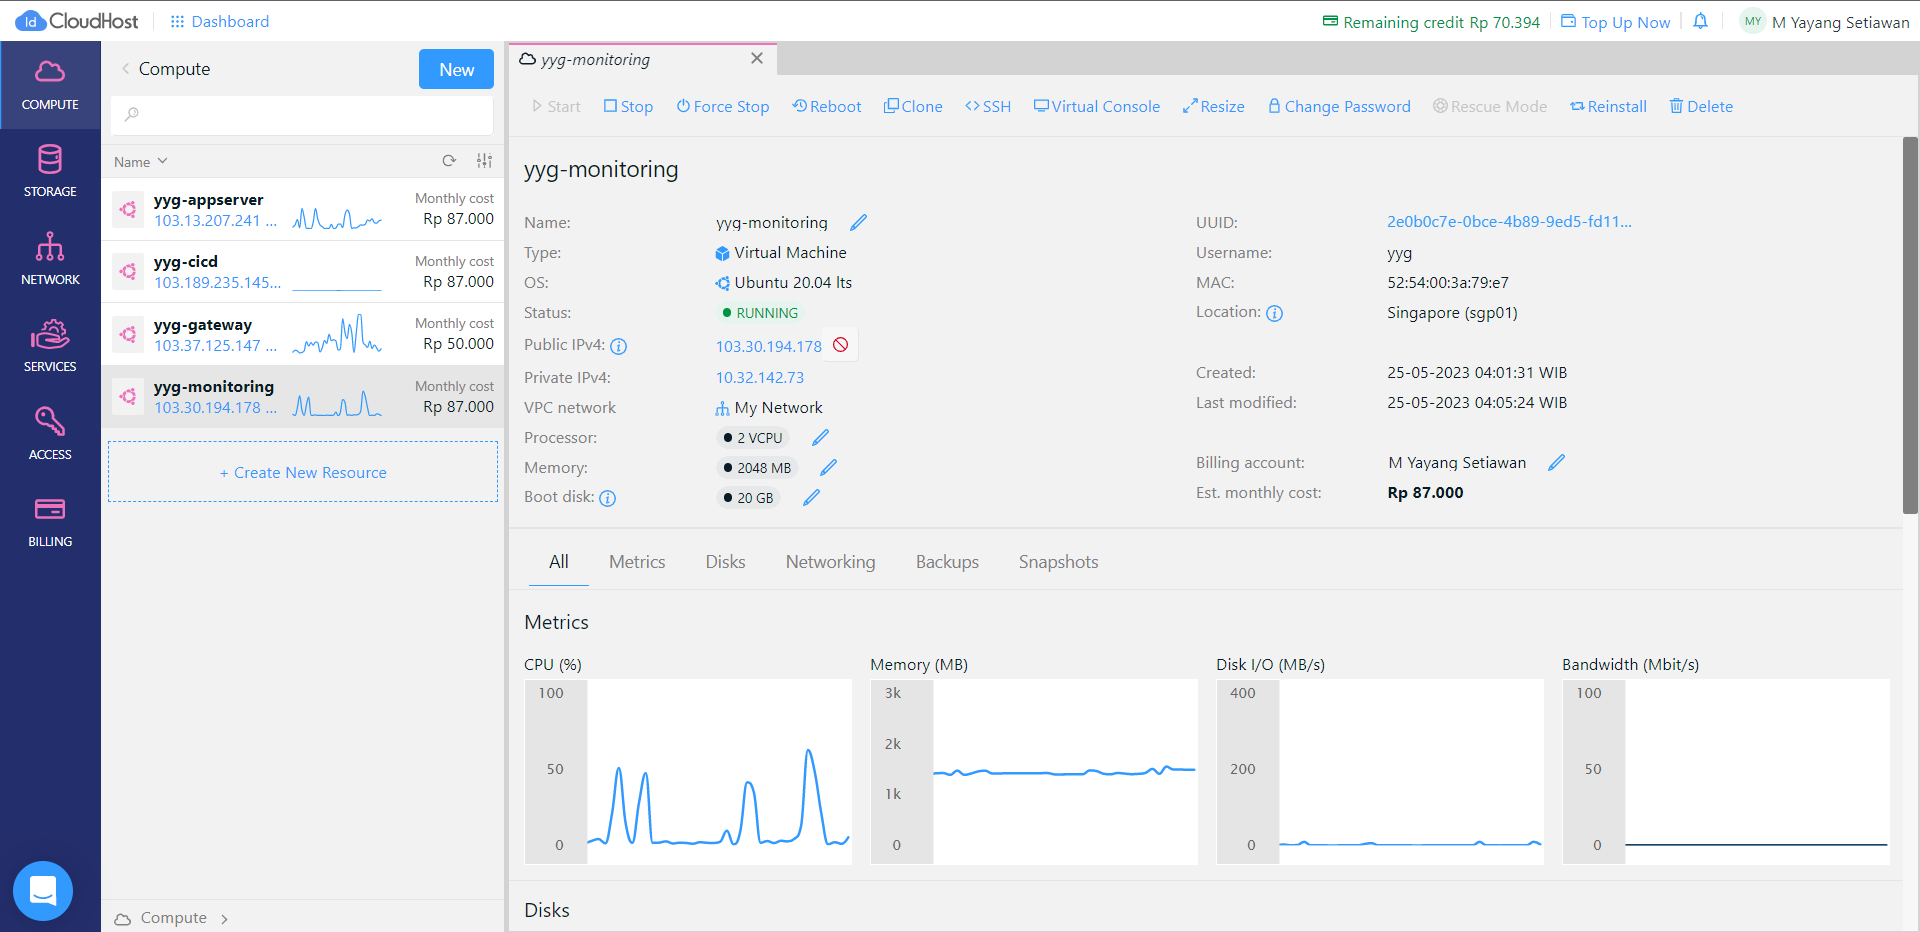 Id CloudHost
Dashboard
Remaining credit Rp 70.394
Top Up Now
MY M Yayang Setiawan
COMPUTE
STORAGE
NETWORK
SERVICES
ACCESS
BILLING
Compute
New
Name
yyg-appserver
103.13.207.241 ...
Monthly cost
Rp 87.000
yyg-cicd
103.189.235.145...
Monthly cost
Rp 87.000
yyg-gateway
103.37.125.147 ...
Monthly cost
Rp 50.000
yyg-monitoring
103.30.194.178 ...
Monthly cost
Rp 87.000
+ Create New Resource
Compute
yyg-monitoring
Start Stop Force Stop Reboot Clone SSH Virtual Console Resize Change Password Rescue Mode Reinstall Delete
yyg-monitoring
Name: yyg-monitoring
Type: Virtual Machine
OS: Ubuntu 20.04 lts
Status: RUNNING
Public IPv4: 103.30.194.178
Private IPv4: 10.32.142.73
VPC network My Network
Processor: 2 VCPU
Memory: 2048 MB
Boot disk: 20 GB
UUID: 2e0b0c7e-0bce-4b89-9ed5-fd11...
Username: yyg
MAC: 52:54:00:3a:79:e7
Location: Singapore (sgp01)
Created: 25-05-2023 04:01:31 WIB
Last modified: 25-05-2023 04:05:24 WIB
Billing account: M Yayang Setiawan
Est. monthly cost: Rp 87.000
All Metrics Disks Networking Backups Snapshots
Metrics
CPU (%)
100
50
0
Memory (MB)
3k
2k
1k
0
Disk I/O (MB/s)
400
200
0
Bandwidth (Mbit/s)
100
50
0
Disks